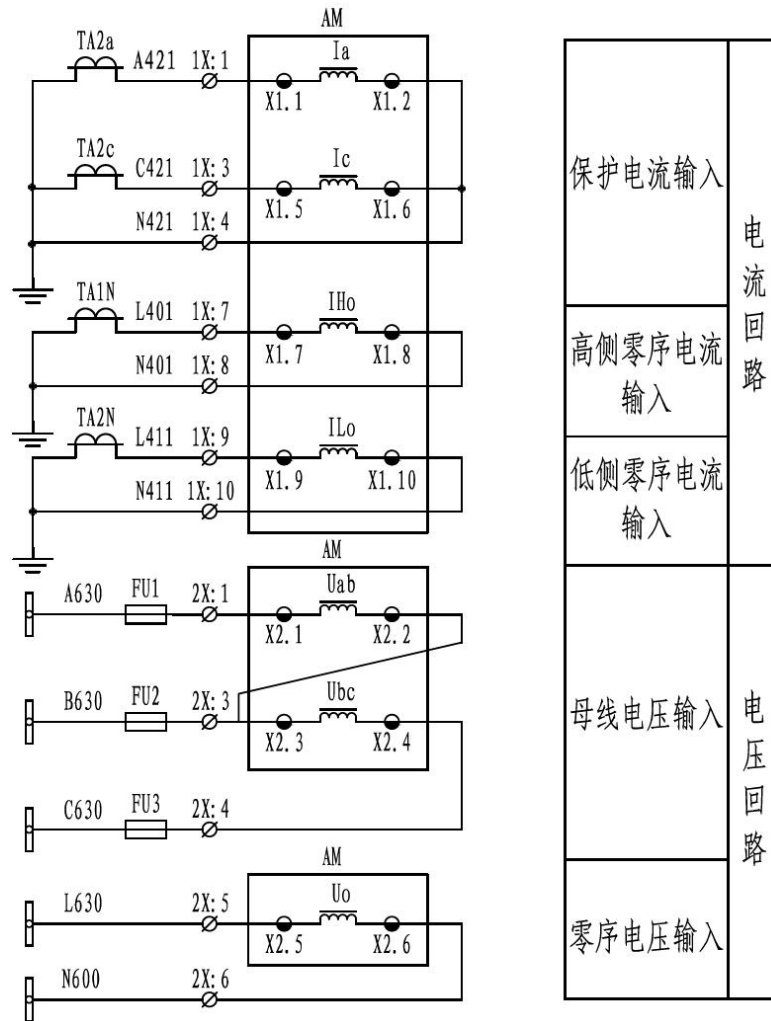 AM
TA2a
A421 1X:1
Ia
X1.1
X1.2
TA2c
C421 1X:3
Ic
X1.5
X1.6
N421 1X:4
TA1N
L401 1X:7
IHo
X1.7
X1.8
N401 1X:8
TA2N
L411 1X:9
ILo
X1.9
X1.10
N411 1X:10
AM
A630
FU1
2X:1
Uab
X2.1
X2.2
B630
FU2
2X:3
Ubc
X2.3
X2.4
C630
FU3
2X:4
AM
L630
2X:5
Uo
X2.5
X2.6
N600
2X:6
保护电流输入
高侧零序电流
输入
低侧零序电流
输入
电流回路
母线电压输入
零序电压输入
电压回路